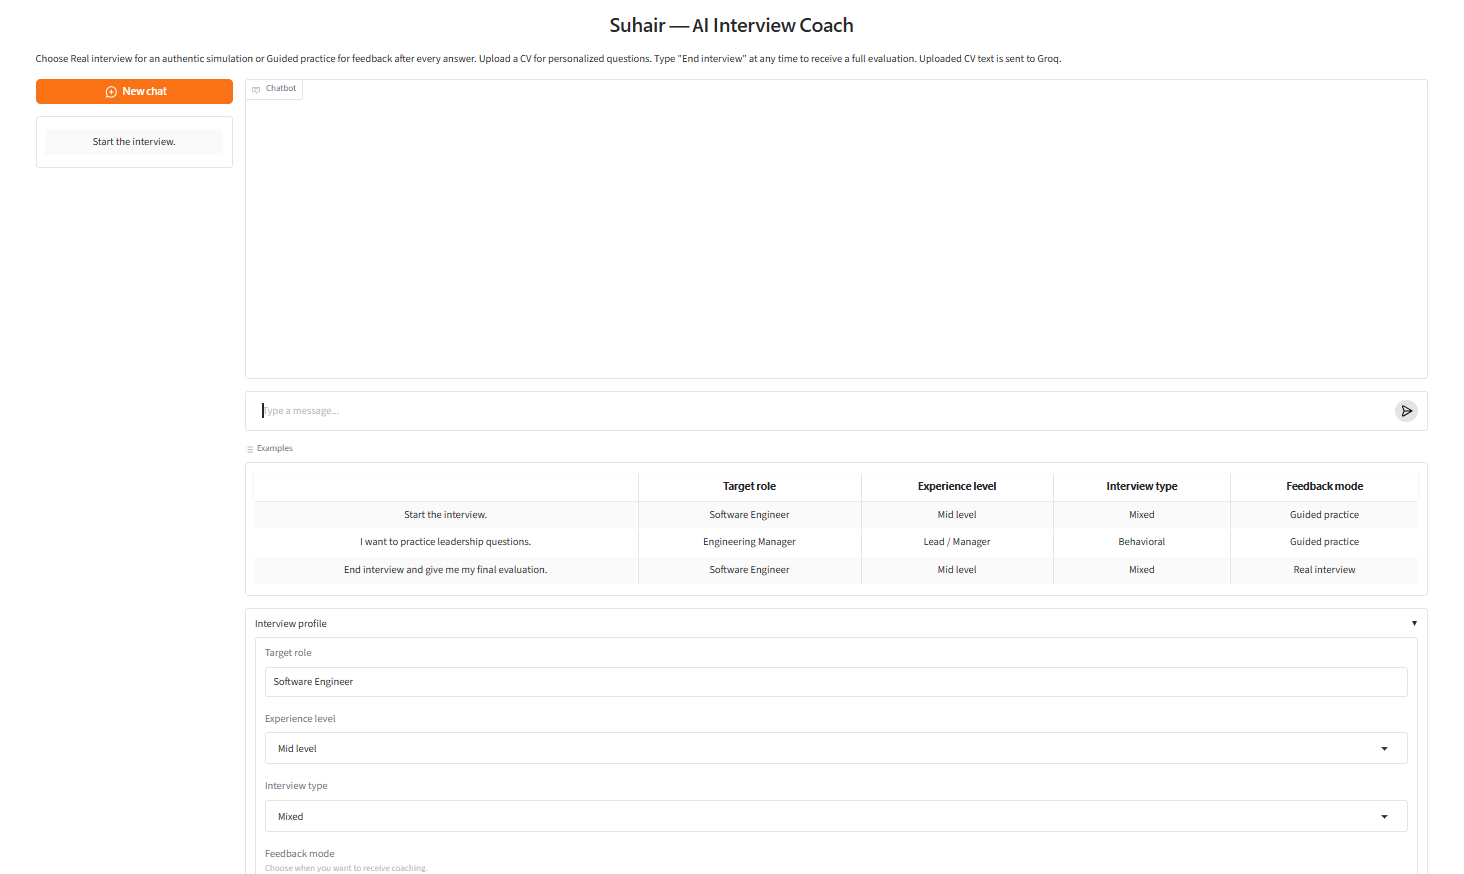 Suhair — AI Interview Coach
Choose Real interview for an authentic simulation or Guided practice for feedback after every answer. Upload a CV for personalized questions. Type "End interview" at any time to receive a full evaluation. Uploaded CV text is sent to Groq.
New chat
Start the interview.
Chatbot
Type a message...
Examples
Target role Experience level Interview type Feedback mode
Start the interview. Software Engineer Mid level Mixed Guided practice
I want to practice leadership questions. Engineering Manager Lead / Manager Behavioral Guided practice
End interview and give me my final evaluation. Software Engineer Mid level Mixed Real interview
Interview profile
Target role
Software Engineer
Experience level
Mid level
Interview type
Mixed
Feedback mode
Choose when you want to receive coaching.